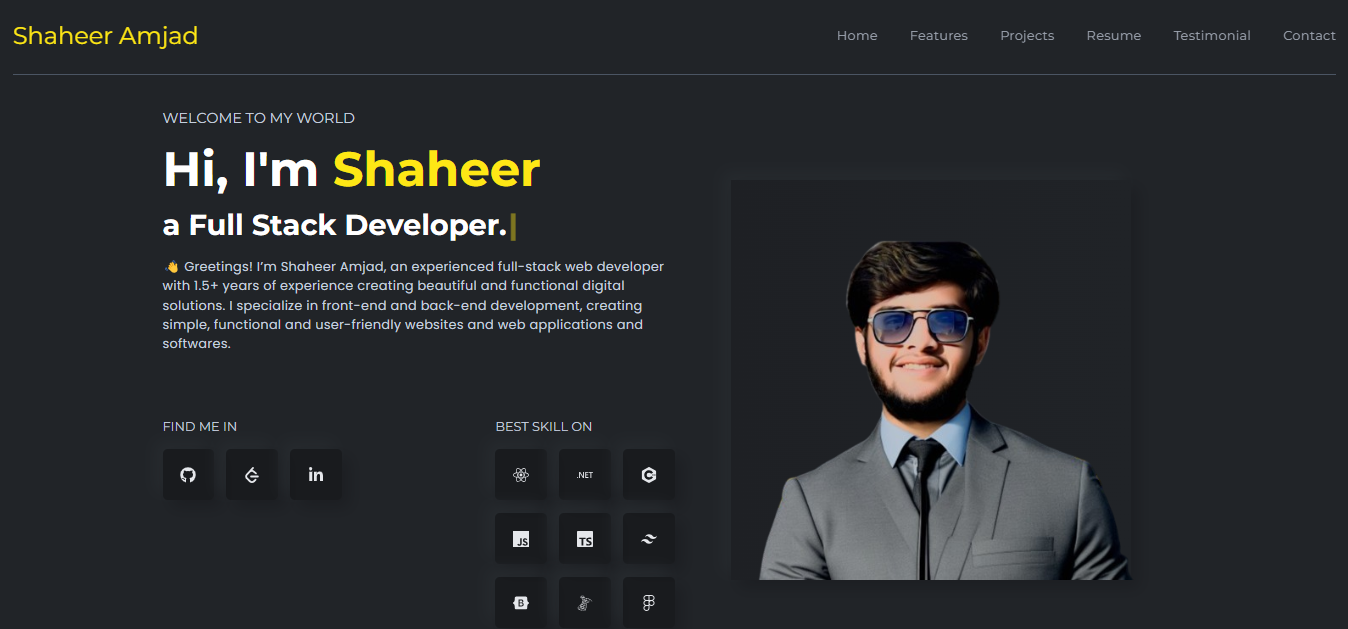 Shaheer Amjad
Home Features Projects Resume Testimonial Contact
WELCOME TO MY WORLD
Hi, I'm Shaheer
a Full Stack Developer.
👋 Greetings! I’m Shaheer Amjad, an experienced full-stack web developer
with 1.5+ years of experience creating beautiful and functional digital
solutions. I specialize in front-end and back-end development, creating
simple, functional and user-friendly websites and web applications and
softwares.
FIND ME IN
BEST SKILL ON
in
.NET
C
JS
TS
B